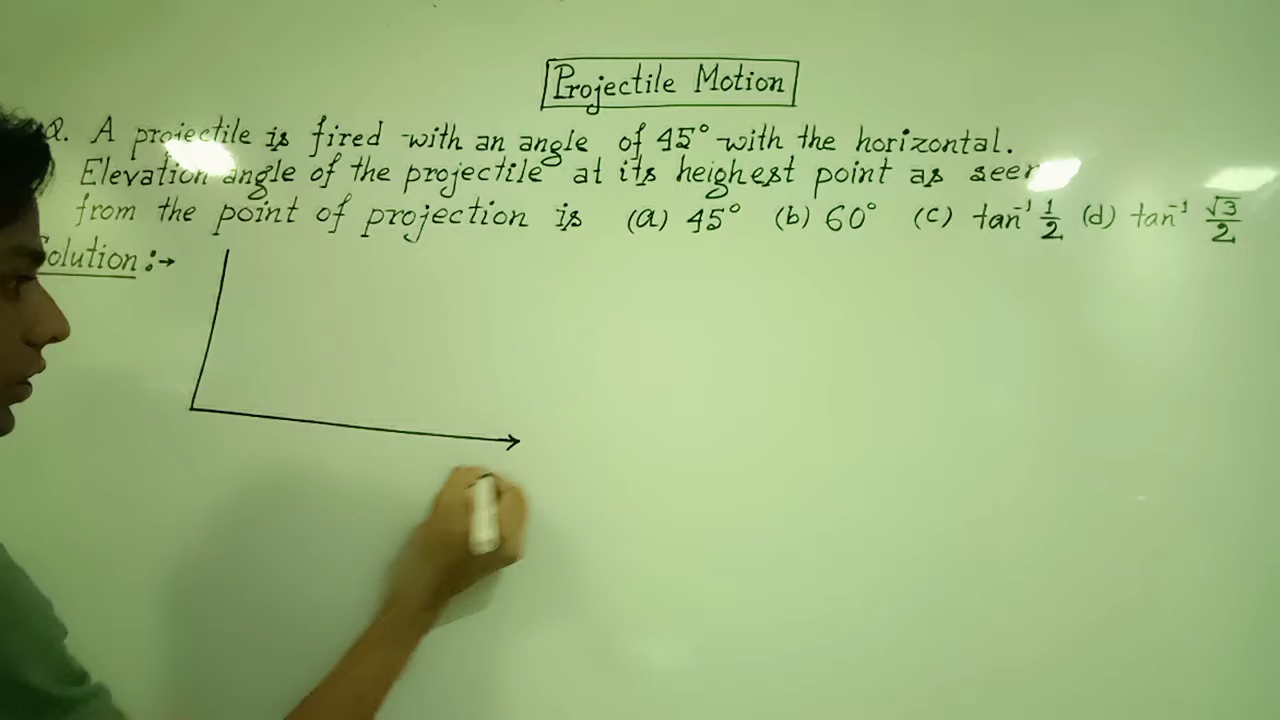 Projectile Motion
Q. A projectile is fired with an angle of 45° with the horizontal.
Elevation angle of the projectile at its heighest point as seen
from the point of projection is (a) 45° (b) 60° (c) tan⁻¹ 1/2 (d) tan⁻¹ √3/2
Solution :→